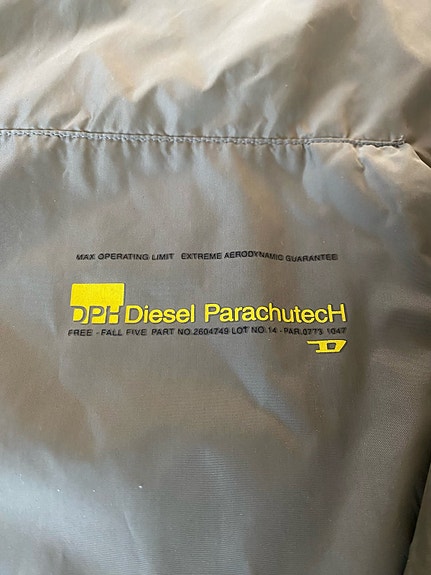 MAX OPERATING LIMIT EXTREME AERODYNAMIC GUARANTEE
DPH Diesel ParachutecH
FREE - FALL FIVE PART NO.2604749 LOT NO.14 - PAR.0773 1047
D